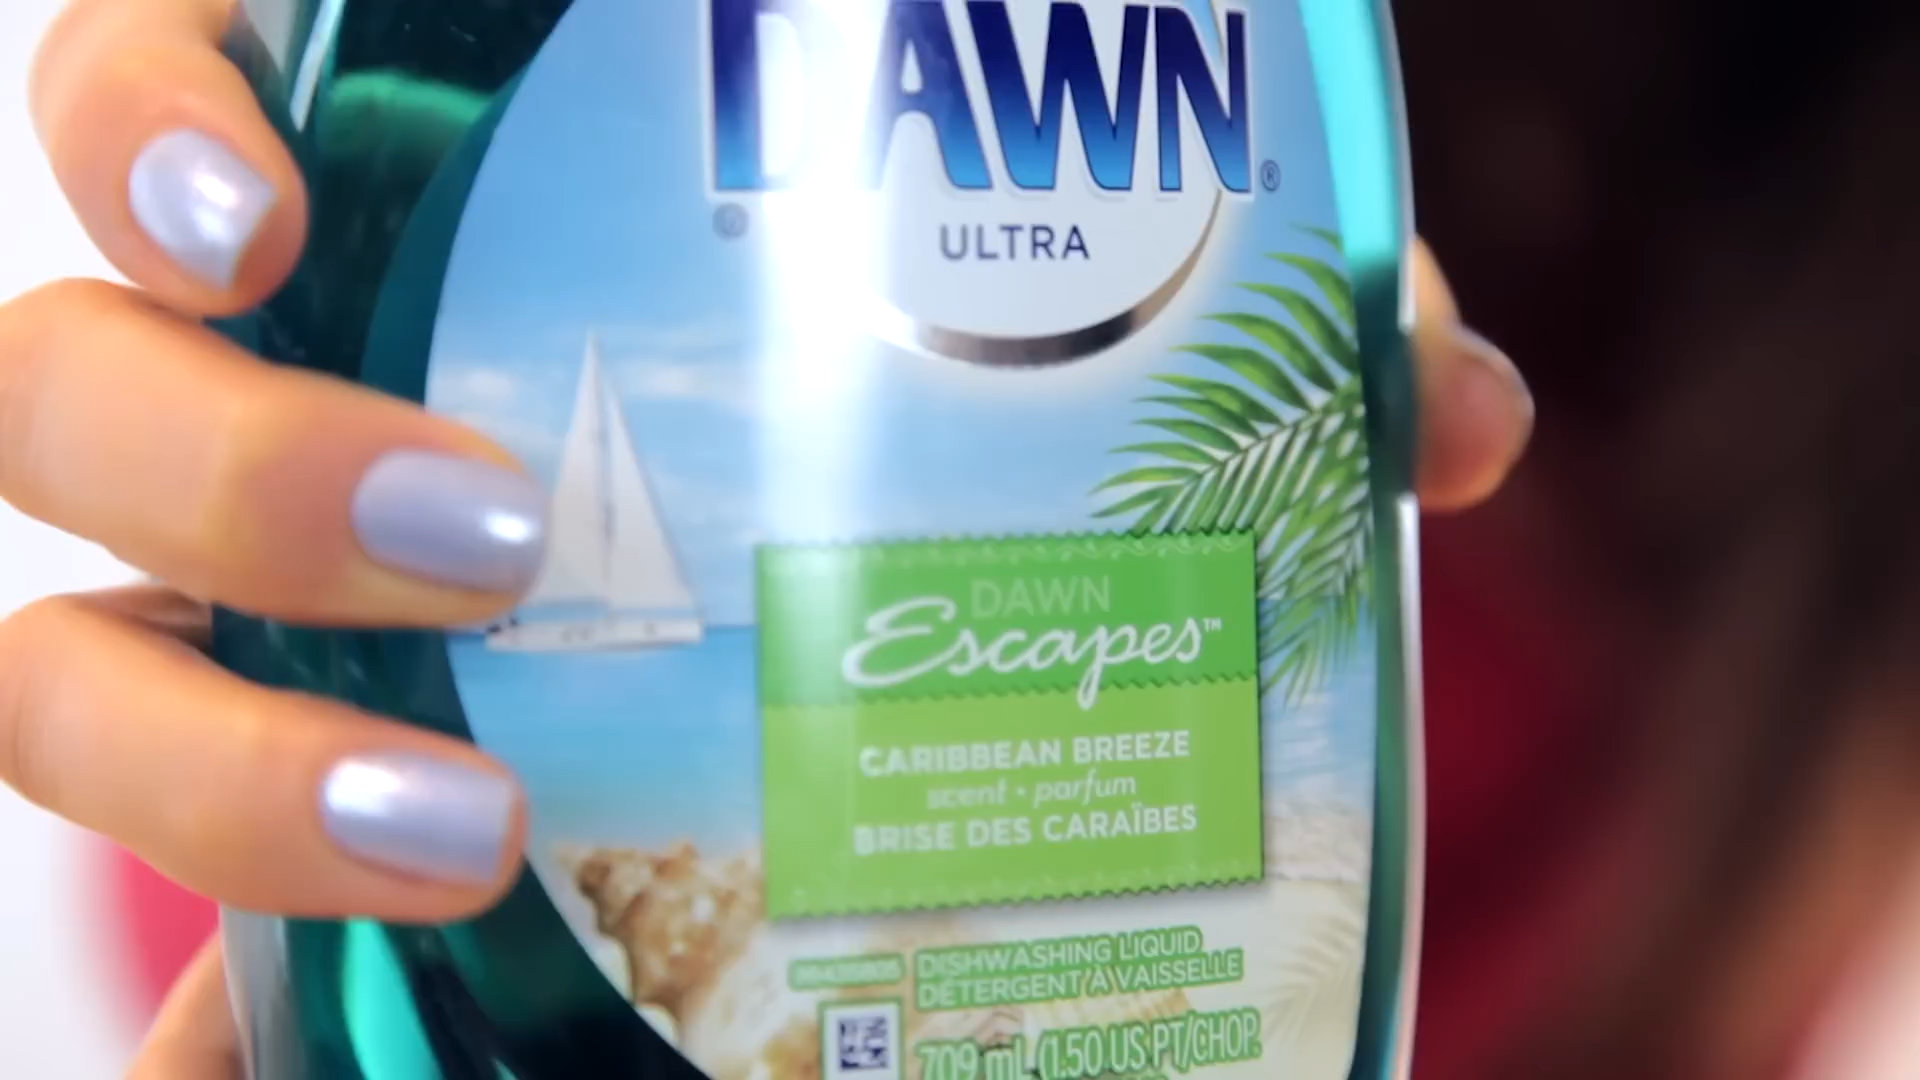 DAWN®
ULTRA
DAWN
Escapes™
CARIBBEAN BREEZE
scent • parfum
BRISE DES CARAÏBES
DISHWASHING LIQUID
DÉTERGENT À VAISSELLE
709 mL (1.50 US PT/CHOP.